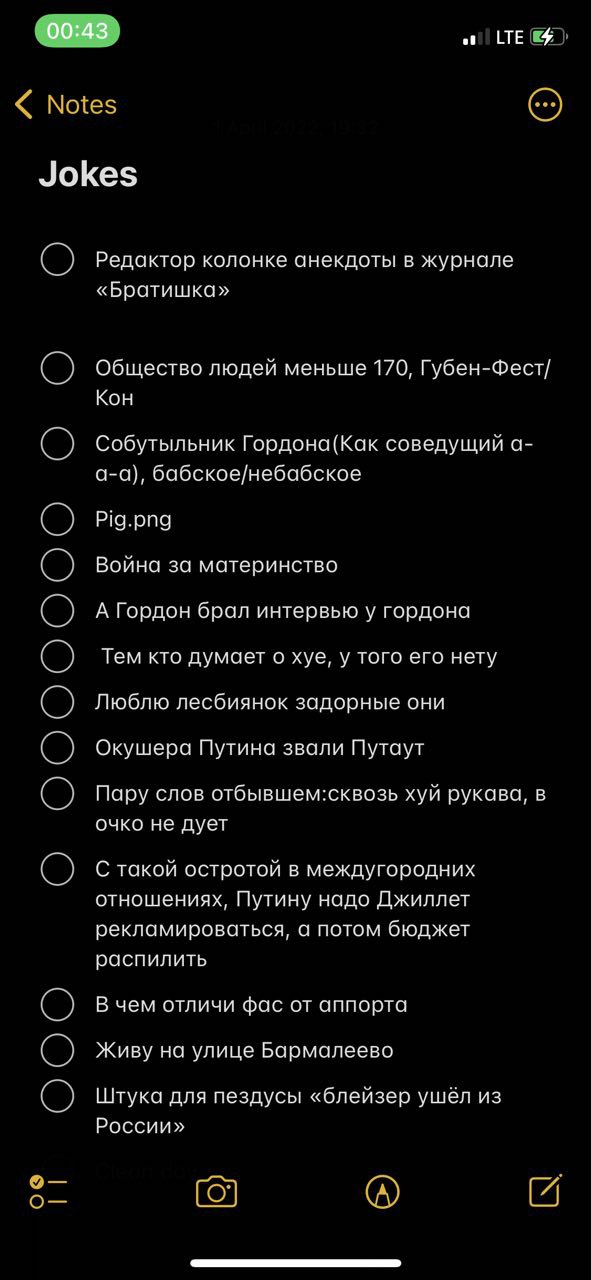 00:43
LTE
Notes
Jokes
Редактор колонке анекдоты в журнале
«Братишка»
Общество людей меньше 170, Губен-Фест/
Кон
Собутыльник Гордона(Как соведущий а-
а-а), бабское/небабское
Pig.png
Война за материнство
А Гордон брал интервью у гордона
Тем кто думает о хуе, у того его нету
Люблю лесбиянок задорные они
Окушера Путина звали Путаут
Пару слов отбывшем:сквозь хуй рукава, в
очко не дует
С такой остротой в междугородних
отношениях, Путину надо Джиллет
рекламироваться, а потом бюджет
распилить
В чем отличи фас от аппорта
Живу на улице Бармалеево
Штука для пездусы «блейзер ушёл из
России»